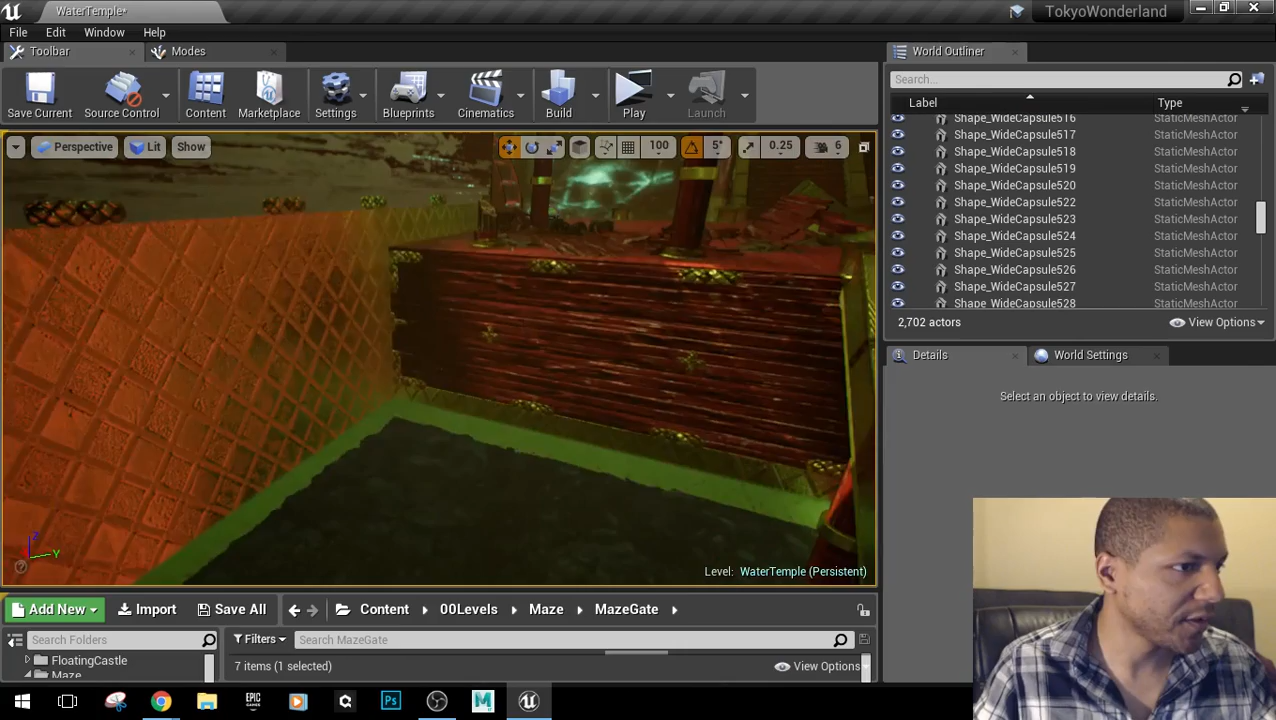 WaterTemple*
TokyoWonderland
File Edit Window Help
Toolbar Modes
World Outliner
Save Current Source Control Content Marketplace Settings Blueprints Cinematics Build Play Launch
Search...
Label Type
Shape_WideCapsule516 StaticMeshActor
Shape_WideCapsule517 StaticMeshActor
Shape_WideCapsule518 StaticMeshActor
Shape_WideCapsule519 StaticMeshActor
Shape_WideCapsule520 StaticMeshActor
Shape_WideCapsule522 StaticMeshActor
Shape_WideCapsule523 StaticMeshActor
Shape_WideCapsule524 StaticMeshActor
Shape_WideCapsule525 StaticMeshActor
Shape_WideCapsule526 StaticMeshActor
Shape_WideCapsule527 StaticMeshActor
Shape_WideCapsule528 StaticMeshActor
2,702 actors View Options
Perspective Lit Show 100 5° 0.25 6
Details World Settings
Select an object to view details.
Z
Y
Level: WaterTemple (Persistent)
Add New Import Save All Content 00Levels Maze MazeGate
Search Folders Filters Search MazeGate
FloatingCastle
Maze
7 items (1 selected) View Options
EPIC GAMES Ps M